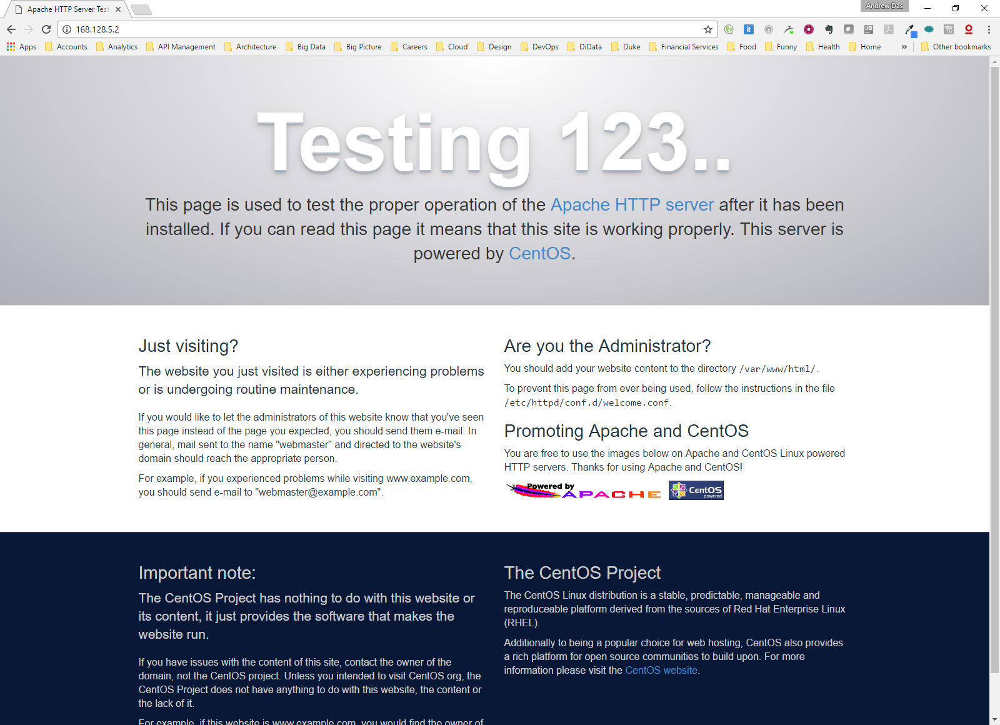 Apache HTTP Server Test
Andrew Das
168.128.5.2
Apps Accounts Analytics API Management Architecture Big Data Big Picture Careers Cloud Design DevOps DiData Duke Financial Services Food Funny Health Home » Other bookmarks
Testing 123..
This page is used to test the proper operation of the Apache HTTP server after it has been
installed. If you can read this page it means that this site is working properly. This server is
powered by CentOS.
Just visiting?
The website you just visited is either experiencing problems
or is undergoing routine maintenance.
If you would like to let the administrators of this website know that you've seen
this page instead of the page you expected, you should send them e-mail. In
general, mail sent to the name "webmaster" and directed to the website's
domain should reach the appropriate person.
For example, if you experienced problems while visiting www.example.com,
you should send e-mail to "webmaster@example.com".
Are you the Administrator?
You should add your website content to the directory /var/www/html/.
To prevent this page from ever being used, follow the instructions in the file
/etc/httpd/conf.d/welcome.conf.
Promoting Apache and CentOS
You are free to use the images below on Apache and CentOS Linux powered
HTTP servers. Thanks for using Apache and CentOS!
Powered by
APACHE
CentOS
powered
Important note:
The CentOS Project has nothing to do with this website or
its content, it just provides the software that makes the
website run.
If you have issues with the content of this site, contact the owner of the
domain, not the CentOS project. Unless you intended to visit CentOS.org, the
CentOS Project does not have anything to do with this website, the content or
the lack of it.
For example, if this website is www.example.com, you would find the owner of
The CentOS Project
The CentOS Linux distribution is a stable, predictable, manageable and
reproduceable platform derived from the sources of Red Hat Enterprise Linux
(RHEL).
Additionally to being a popular choice for web hosting, CentOS also provides
a rich platform for open source communities to build upon. For more
information please visit the CentOS website.